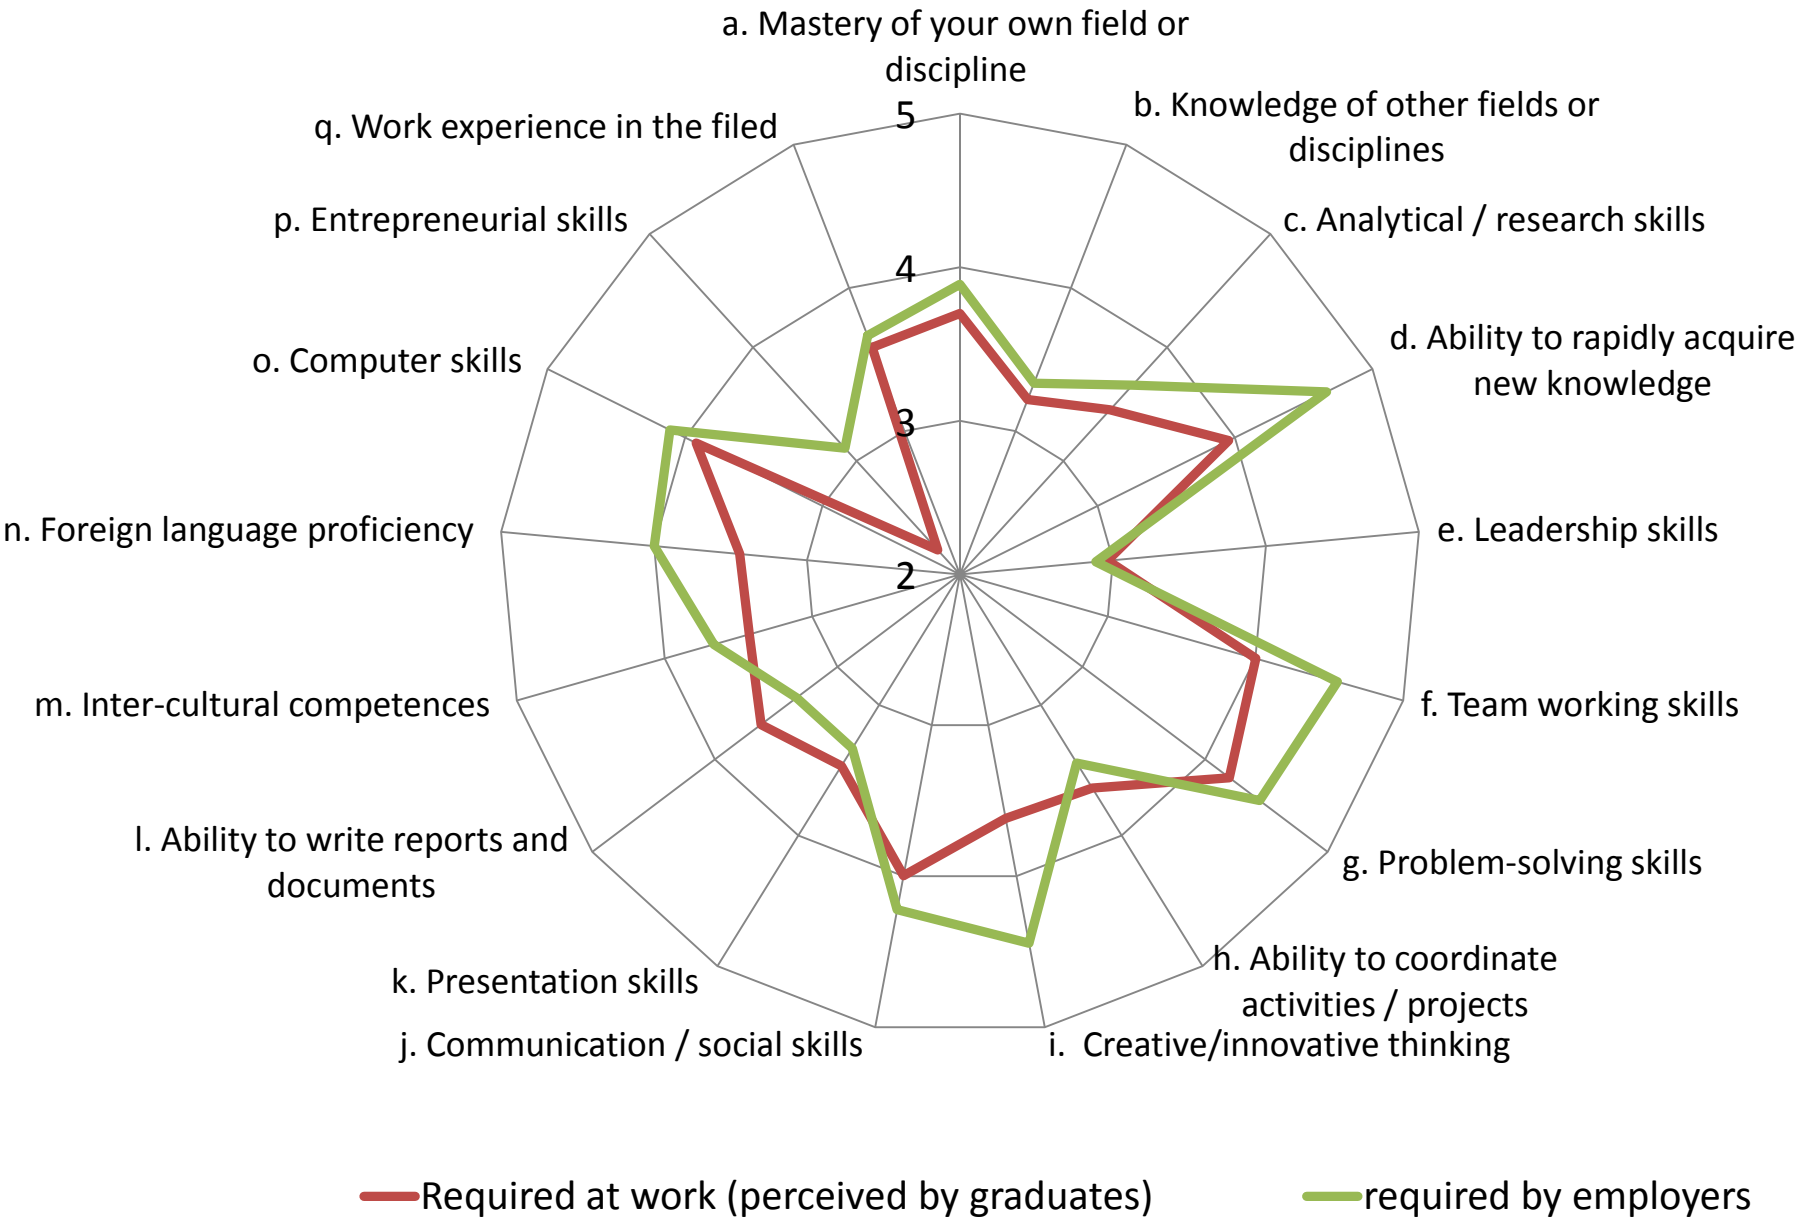 a. Mastery of your own field or
discipline
b. Knowledge of other fields or
disciplines
c. Analytical / research skills
d. Ability to rapidly acquire
new knowledge
e. Leadership skills
f. Team working skills
g. Problem-solving skills
h. Ability to coordinate
activities / projects
i.  Creative/innovative thinking
j. Communication / social skills
k. Presentation skills
l. Ability to write reports and
documents
m. Inter-cultural competences
n. Foreign language proficiency
o. Computer skills
p. Entrepreneurial skills
q. Work experience in the filed
5
4
3
2
Required at work (perceived by graduates)
required by employers